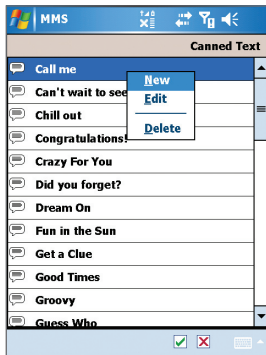 MMS
Canned Text
Call me
New
Can't wait to see
Edit
Chill out
Delete
Congratulations!
Crazy For You
Did you forget?
Dream On
Fun in the Sun
Get a Clue
Good Times
Groovy
Guess Who